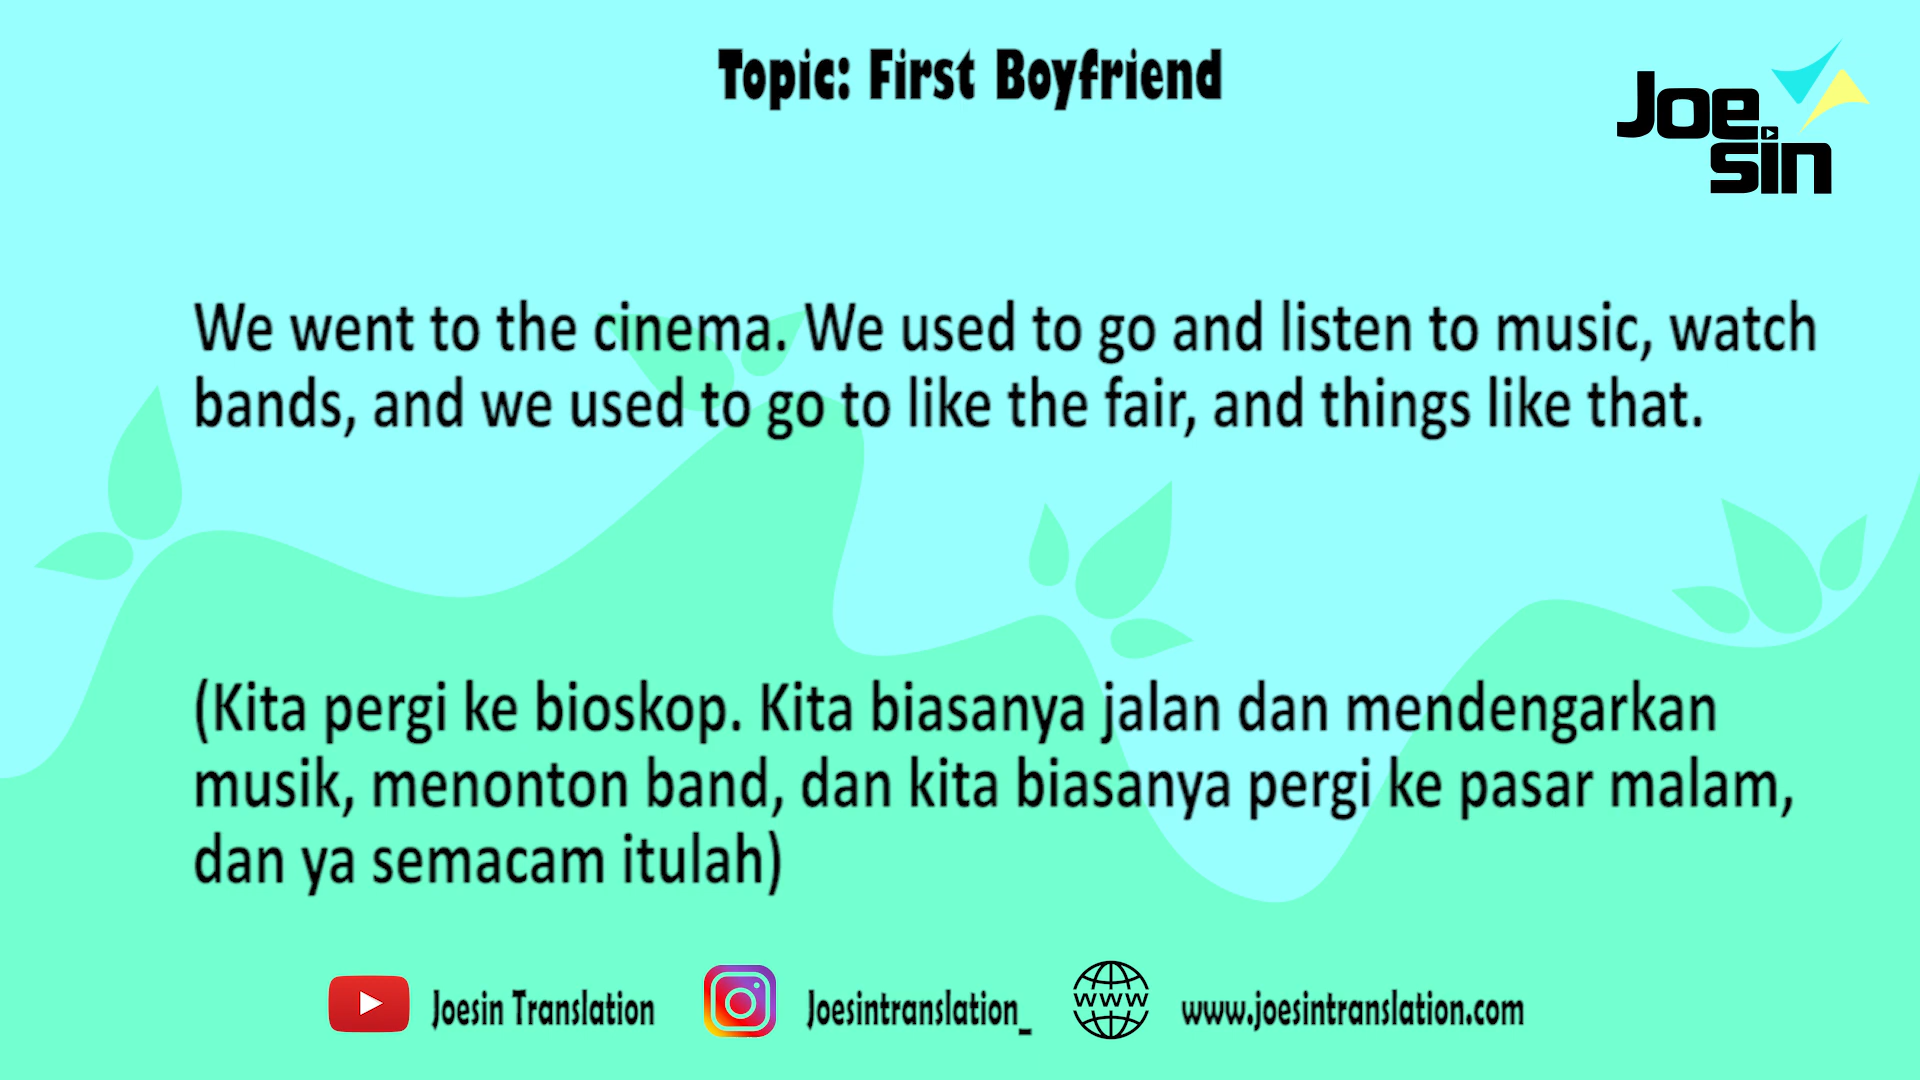 Topic: First Boyfriend
Joe
sin
We went to the cinema. We used to go and listen to music, watch
bands, and we used to go to like the fair, and things like that.
(Kita pergi ke bioskop. Kita biasanya jalan dan mendengarkan
musik, menonton band, dan kita biasanya pergi ke pasar malam,
dan ya semacam itulah)
Joesin Translation
Joesintranslation_
www
www.joesintranslation.com